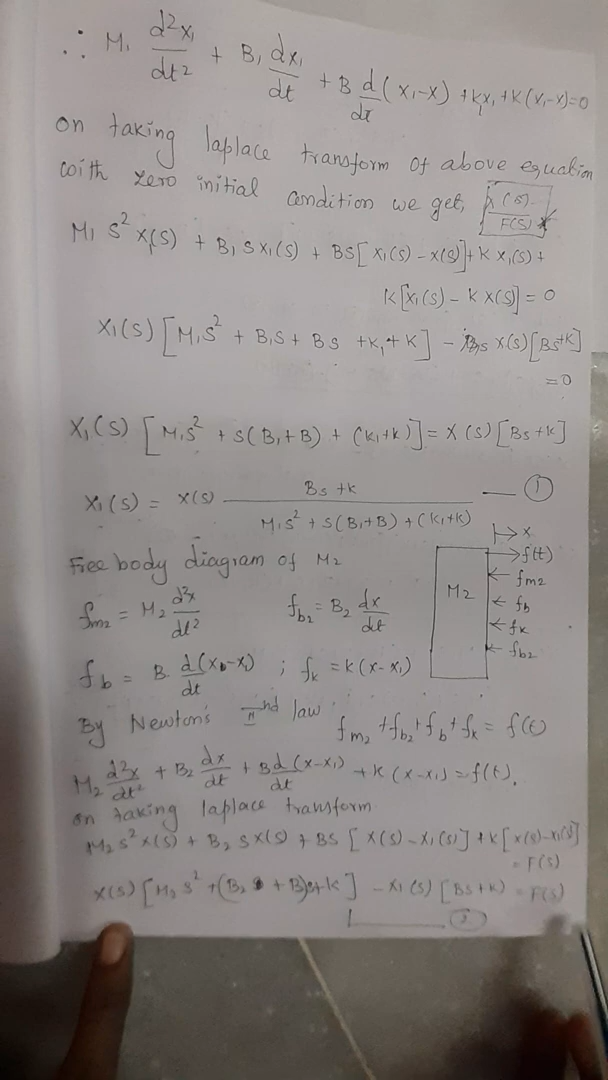 ∴ M₁ d²x₁/dt² + B₁ dx₁/dt + B d/dt (x₁-x) + k₁x₁ + k(x₁-x)=0
on taking laplace transform of above equation
with zero initial condition we get, X(s)/F(s)
M₁ s² X₁(s) + B₁ s X₁(s) + BS[X₁(s) - X(s)] + k X₁(s) +
k[X₁(s) - k X(s)] = 0
X₁(s) [M₁s² + B₁s + Bs + k₁ + k] - X(s) [Bs+k]
= 0
X₁(s) [M₁s² + s(B₁+B) + (k₁+k)] = X(s) [Bs+k]
X₁(s) = X(s) Bs+k / M₁s² + s(B₁+B) + (k₁+k) — ①
Free body diagram of M₂
↦ x
→ f(t)
M₂
← fm₂
← fb
← fk
← fb₂
fm₂ = M₂ d²x/dt² fb₂ = B₂ dx/dt
fb = B d(x-x₁)/dt ; fk = k(x-x₁)
By Newton's IInd law fm₂ + fb₂ + fb + fk = f(t)
M₂ d²x/dt² + B₂ dx/dt + B d(x-x₁)/dt + k(x-x₁) = f(t).
on taking laplace transform
M₂ s² X(s) + B₂ s X(s) + BS [X(s) - X₁(s)] + k[X(s)-X₁(s)]
= F(s)
X(s) [M₂ s² + (B₂ + B)s + k] - X₁(s) [Bs+k] = F(s)
②